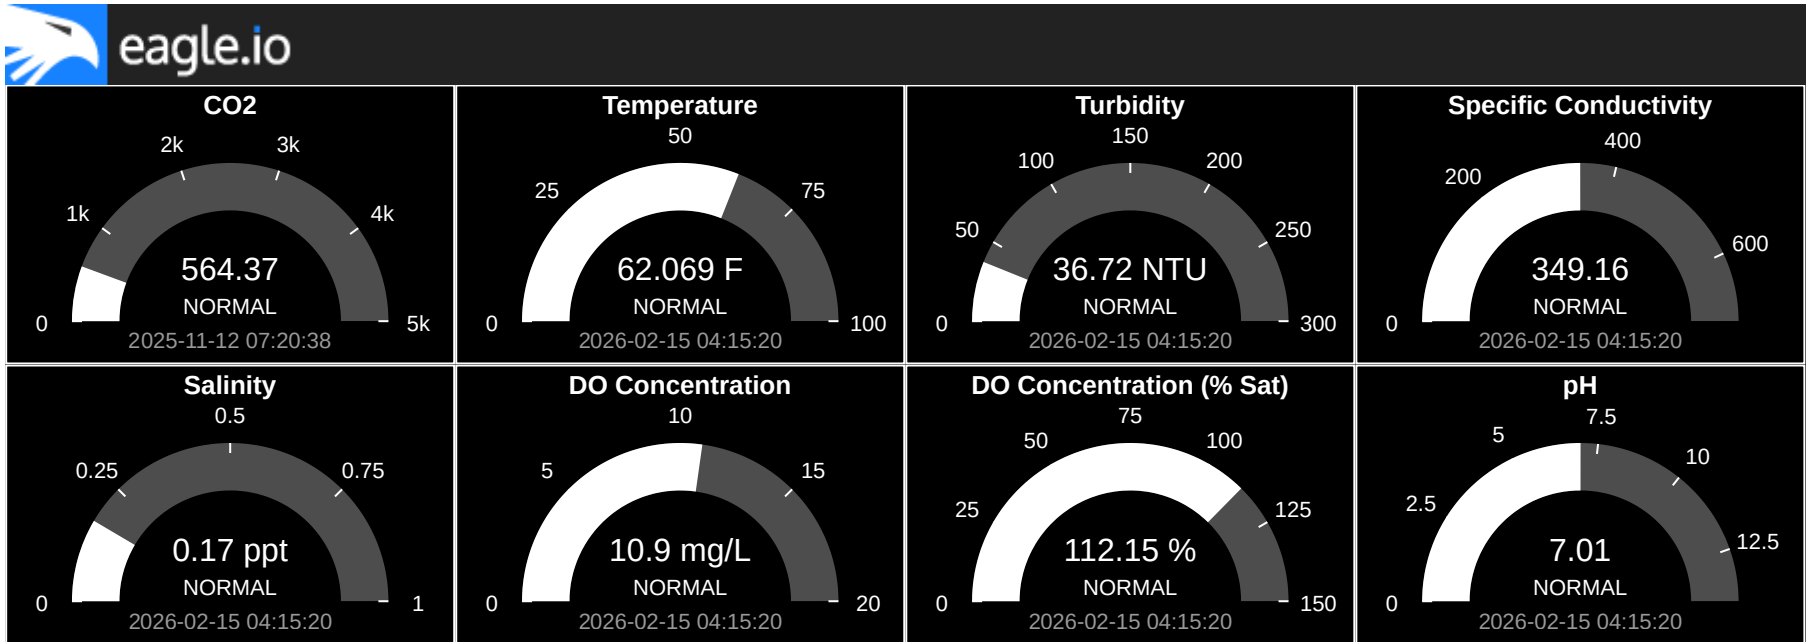 eagle.io
CO2
0
1k
2k
3k
4k
5k
564.37
NORMAL
2025-11-12 07:20:38
Temperature
0
25
50
75
100
62.069 F
NORMAL
2026-02-15 04:15:20
Turbidity
0
50
100
150
200
250
300
36.72 NTU
NORMAL
2026-02-15 04:15:20
Specific Conductivity
0
200
400
600
349.16
NORMAL
2026-02-15 04:15:20
Salinity
0
0.25
0.5
0.75
1
0.17 ppt
NORMAL
2026-02-15 04:15:20
DO Concentration
0
5
10
15
20
10.9 mg/L
NORMAL
2026-02-15 04:15:20
DO Concentration (% Sat)
0
25
50
75
100
125
150
112.15 %
NORMAL
2026-02-15 04:15:20
pH
0
2.5
5
7.5
10
12.5
7.01
NORMAL
2026-02-15 04:15:20